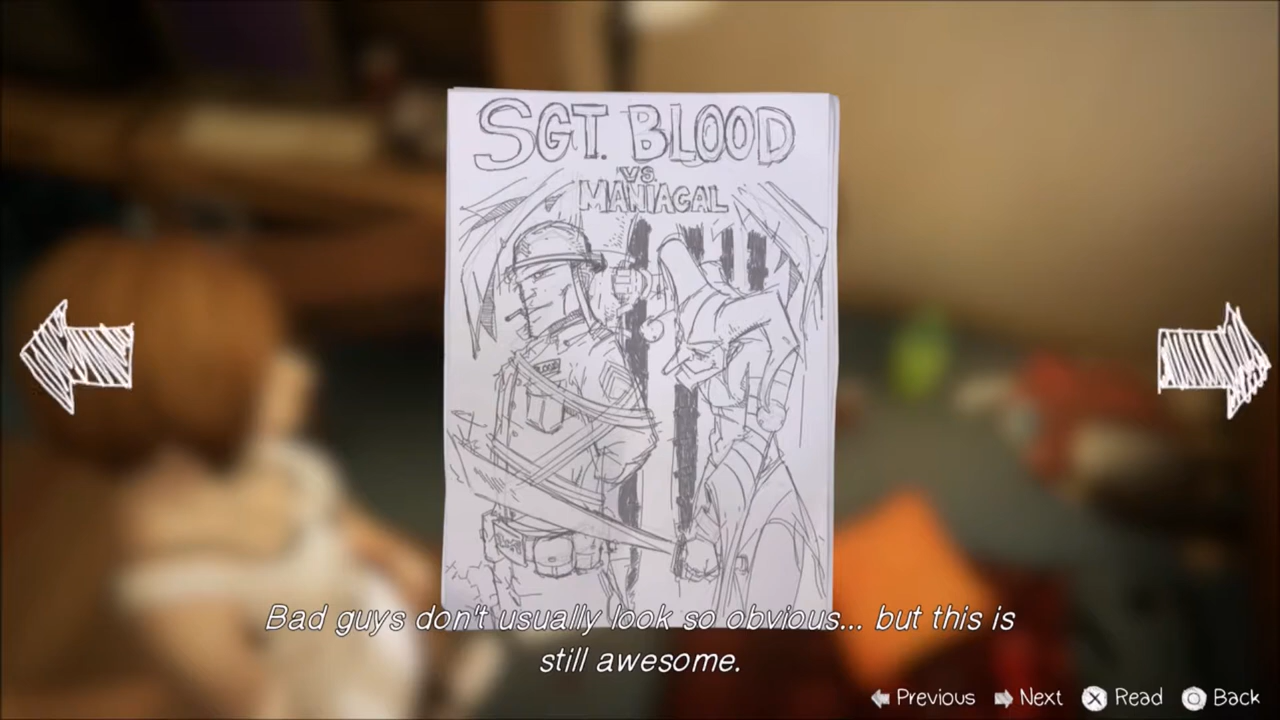 SGT. BLOOD
VS.
MANIACAL
BLOOD
Bad guys don't usually look so obvious... but this is
still awesome.
Previous Next Read Back